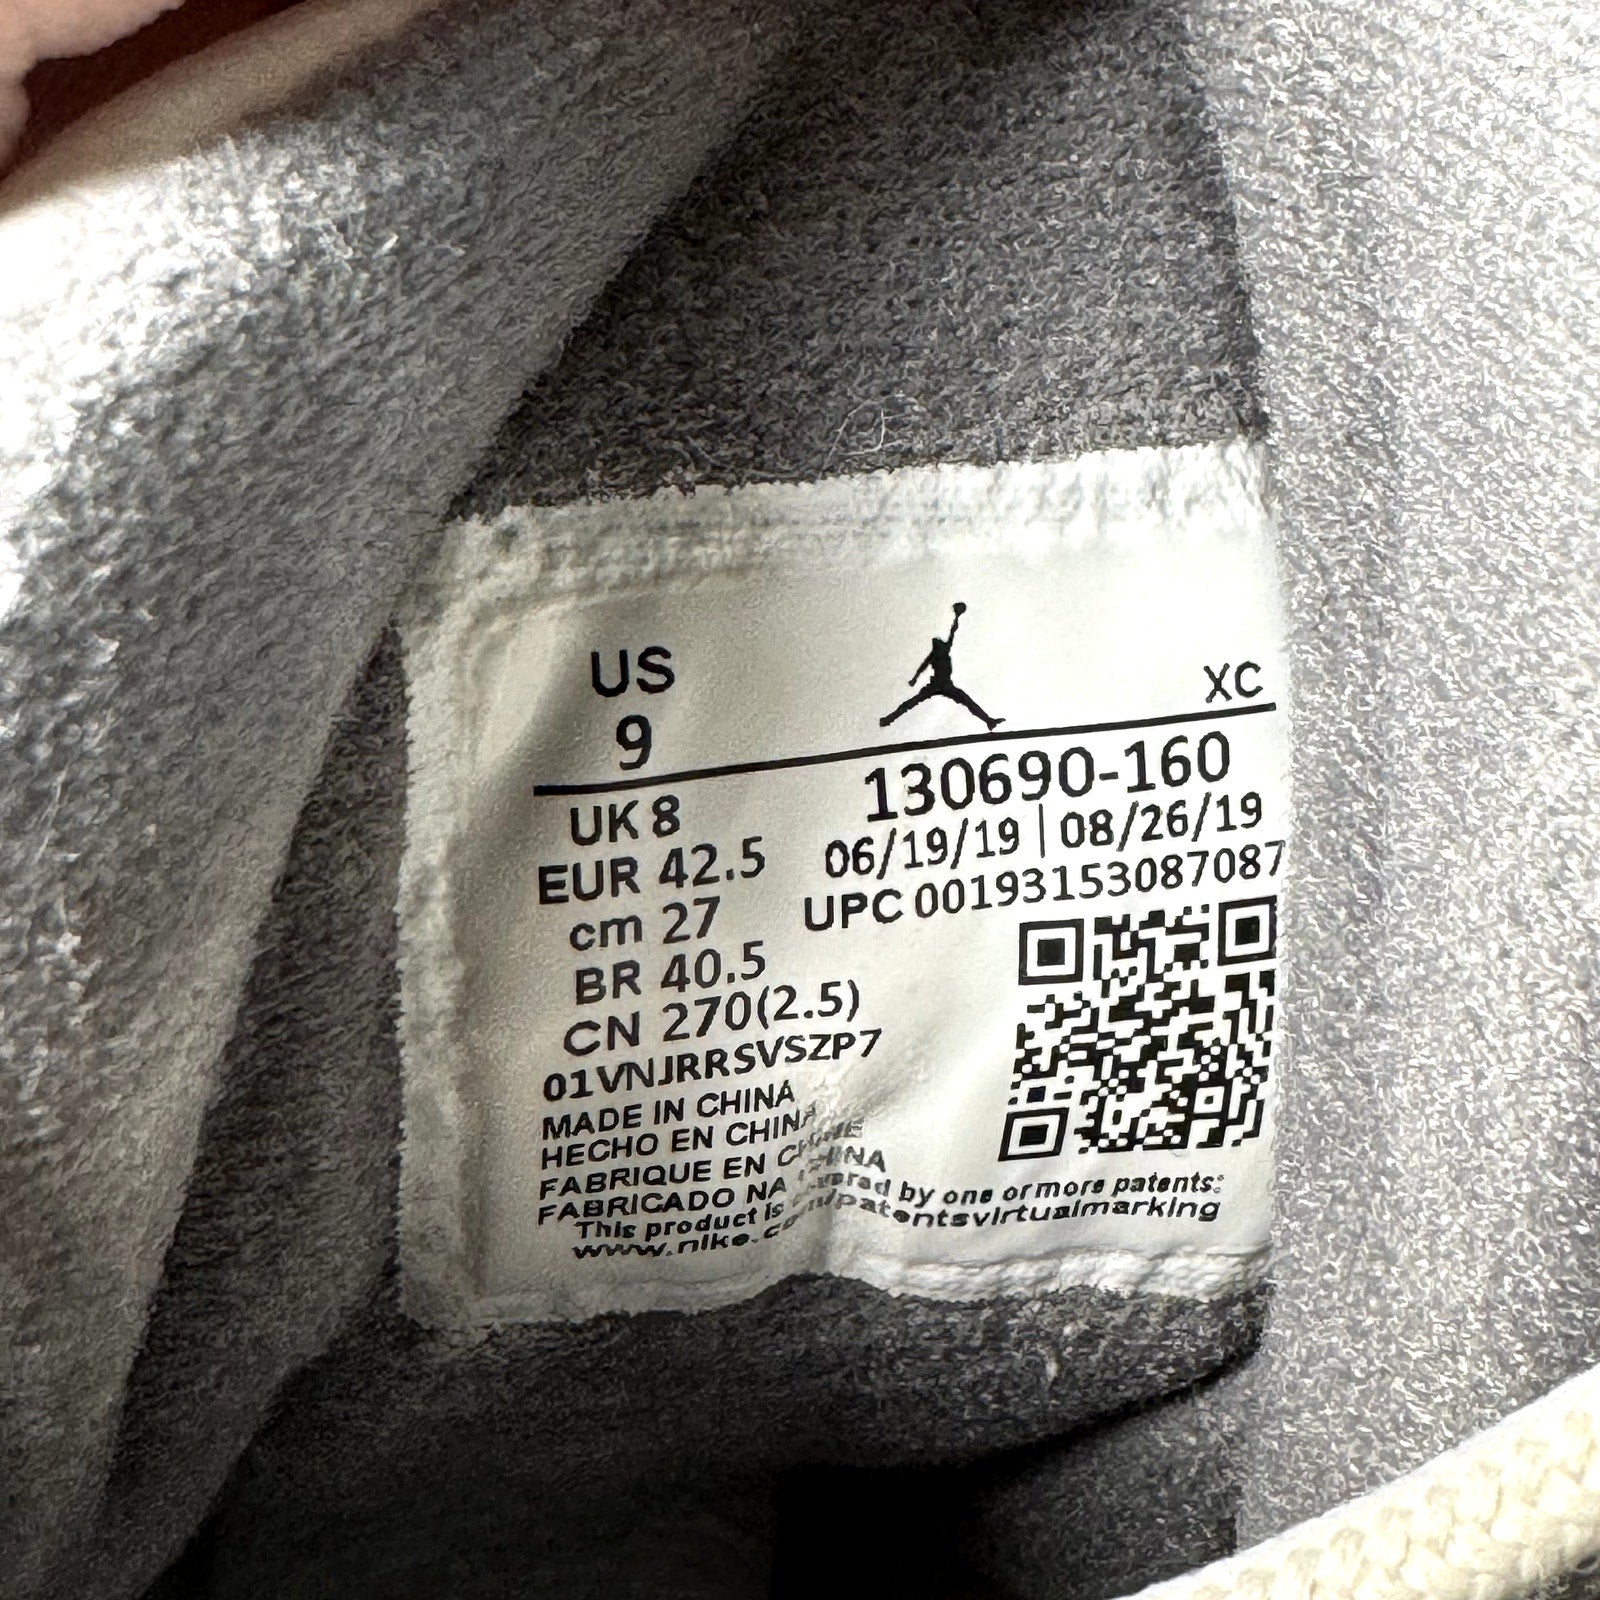 US
9
XC
130690-160
UK 8
06/19/19 | 08/26/19
EUR 42.5
UPC 00193153087087
cm 27
BR 40.5
CN 270(2.5)
01VNJRRSVSZP7
MADE IN CHINA
HECHO EN CHINA
FABRIQUE EN CHINE
FABRICADO NA CHINA
This product is covered by one or more patents:
www.nike.com/patentsvirtualmarking